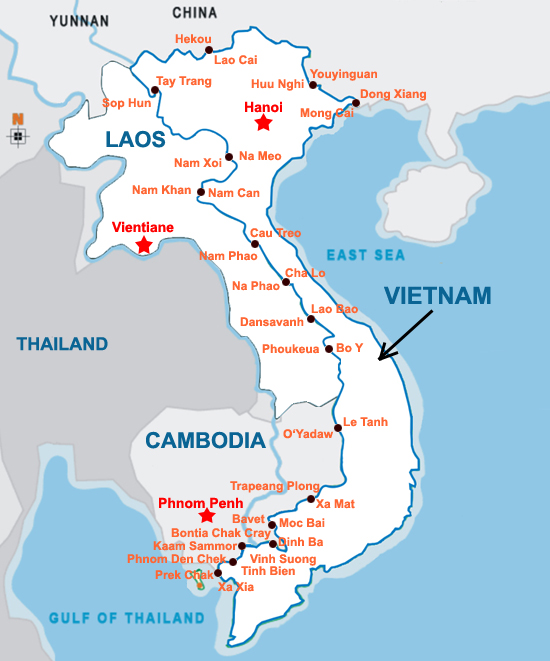 CHINA
YUNNAN
Hekou
Lao Cai
Youyinguan
Tay Trang
Huu Nghi
Dong Xiang
Sop Hun
Hanoi
Mong Cai
N
LAOS
Nam Xoi
Na Meo
Nam Khan
Nam Can
Vientiane
Cau Treo
Nam Phao
EAST SEA
Cha Lo
Na Phao
VIETNAM
Lao Bao
Dansavanh
THAILAND
Phoukeua
Bo Y
Le Tanh
O'Yadaw
CAMBODIA
Trapeang Plong
Phnom Penh
Xa Mat
Bavet
Moc Bai
Bontia Chak Cray
Dinh Ba
Kaam Sammor
Phnom Den Chek
Vinh Suong
Tinh Bien
Prek Chak
Xa Xia
GULF OF THAILAND